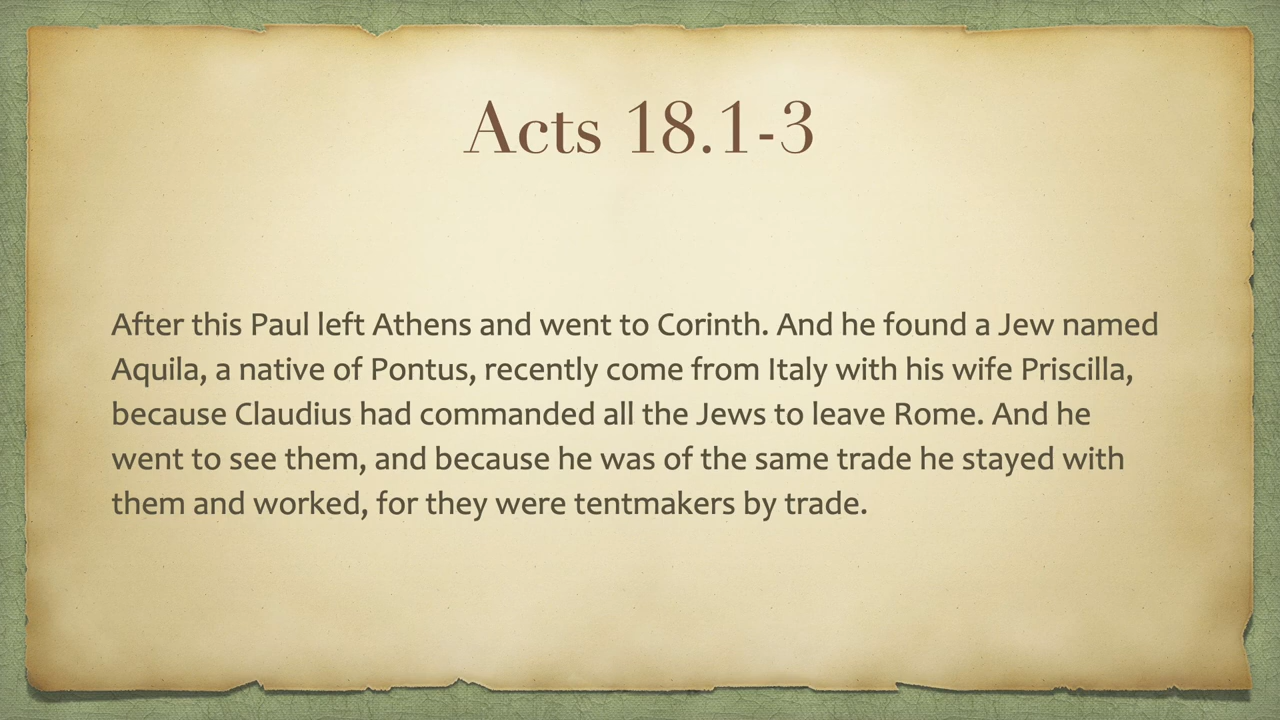 Acts 18.1-3
After this Paul left Athens and went to Corinth. And he found a Jew named
Aquila, a native of Pontus, recently come from Italy with his wife Priscilla,
because Claudius had commanded all the Jews to leave Rome. And he
went to see them, and because he was of the same trade he stayed with
them and worked, for they were tentmakers by trade.